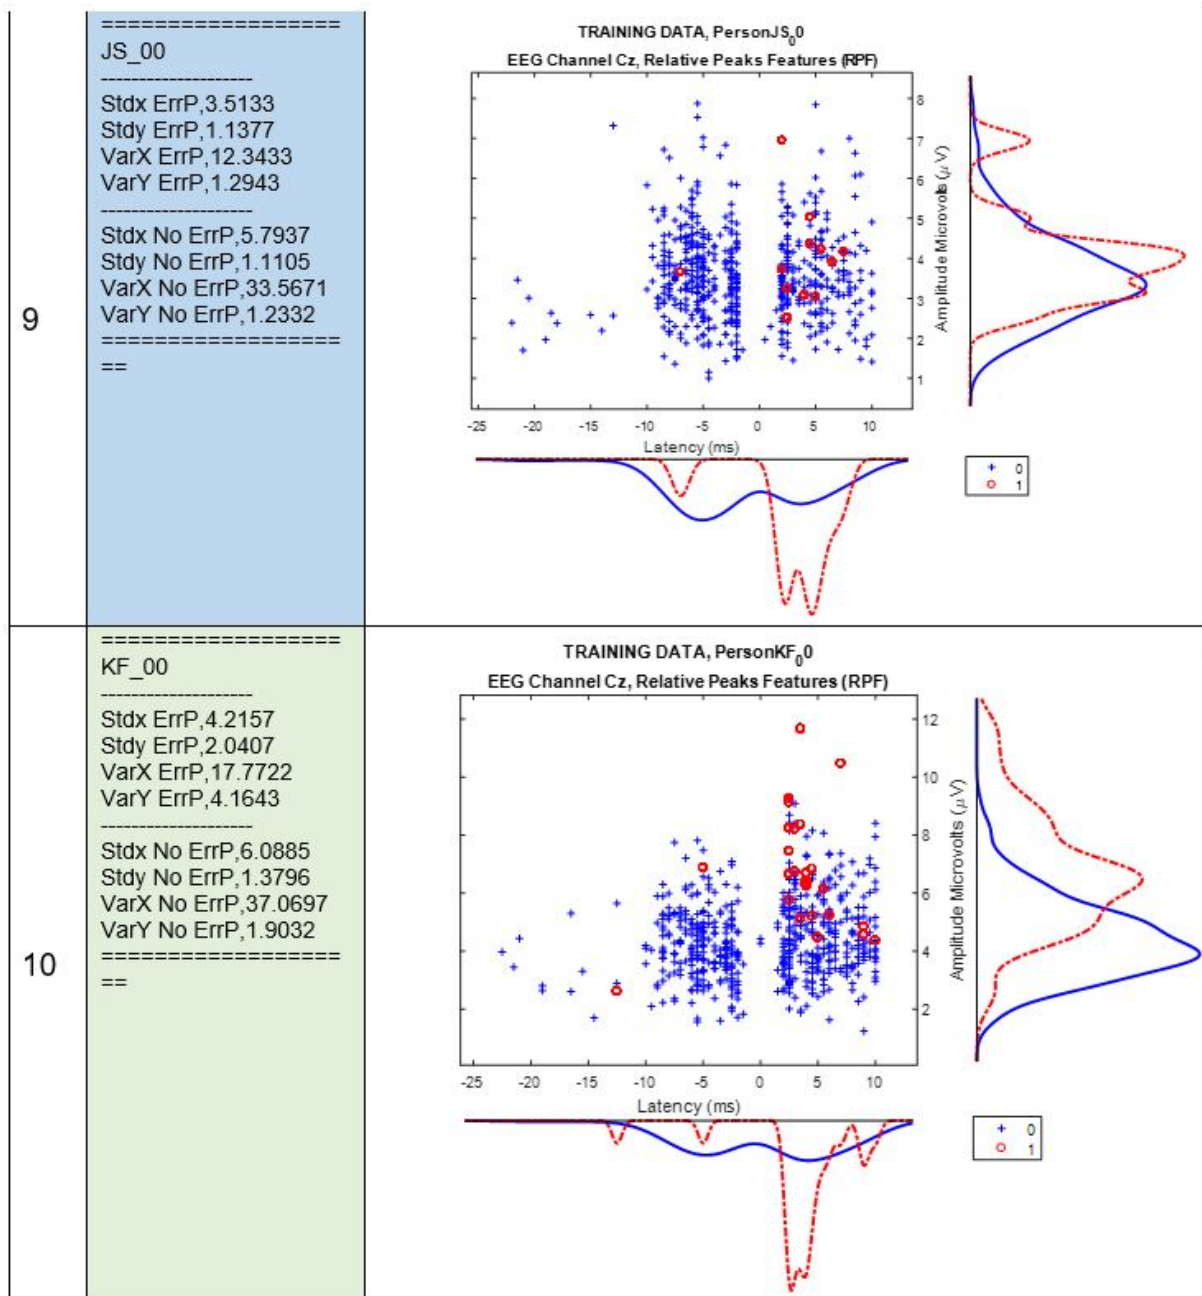 9
===================
JS_00
--------------------
Stdx ErrP,3.5133
Stdy ErrP,1.1377
VarX ErrP,12.3433
VarY ErrP,1.2943
--------------------
Stdx No ErrP,5.7937
Stdy No ErrP,1.1105
VarX No ErrP,33.5671
VarY No ErrP,1.2332
===================
==
TRAINING DATA, PersonJS_00
EEG Channel Cz, Relative Peaks Features (RPF)
8
7
6
5
4
3
2
1
Amplitude Microvolts (μ V)
-25 -20 -15 -10 -5 0 5 10
Latency (ms)
+ 0
o 1
10
===================
KF_00
--------------------
Stdx ErrP,4.2157
Stdy ErrP,2.0407
VarX ErrP,17.7722
VarY ErrP,4.1643
--------------------
Stdx No ErrP,6.0885
Stdy No ErrP,1.3796
VarX No ErrP,37.0697
VarY No ErrP,1.9032
===================
==
TRAINING DATA, PersonKF_00
EEG Channel Cz, Relative Peaks Features (RPF)
12
10
8
6
4
2
Amplitude Microvolts (μ V)
-25 -20 -15 -10 -5 0 5 10
Latency (ms)
+ 0
o 1